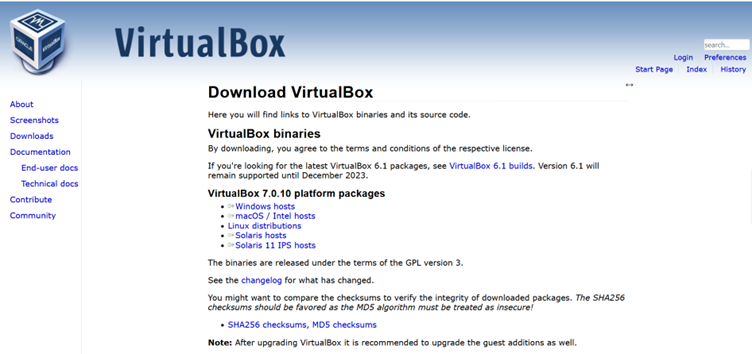 VirtualBox
search...
Login Preferences
Start Page Index History
About
Screenshots
Downloads
Documentation
End-user docs
Technical docs
Contribute
Community
Download VirtualBox
Here you will find links to VirtualBox binaries and its source code.
VirtualBox binaries
By downloading, you agree to the terms and conditions of the respective license.
If you're looking for the latest VirtualBox 6.1 packages, see VirtualBox 6.1 builds. Version 6.1 will
remain supported until December 2023.
VirtualBox 7.0.10 platform packages
Windows hosts
macOS / Intel hosts
Linux distributions
Solaris hosts
Solaris 11 IPS hosts
The binaries are released under the terms of the GPL version 3.
See the changelog for what has changed.
You might want to compare the checksums to verify the integrity of downloaded packages. The SHA256
checksums should be favored as the MD5 algorithm must be treated as insecure!
SHA256 checksums, MD5 checksums
Note: After upgrading VirtualBox it is recommended to upgrade the guest additions as well.